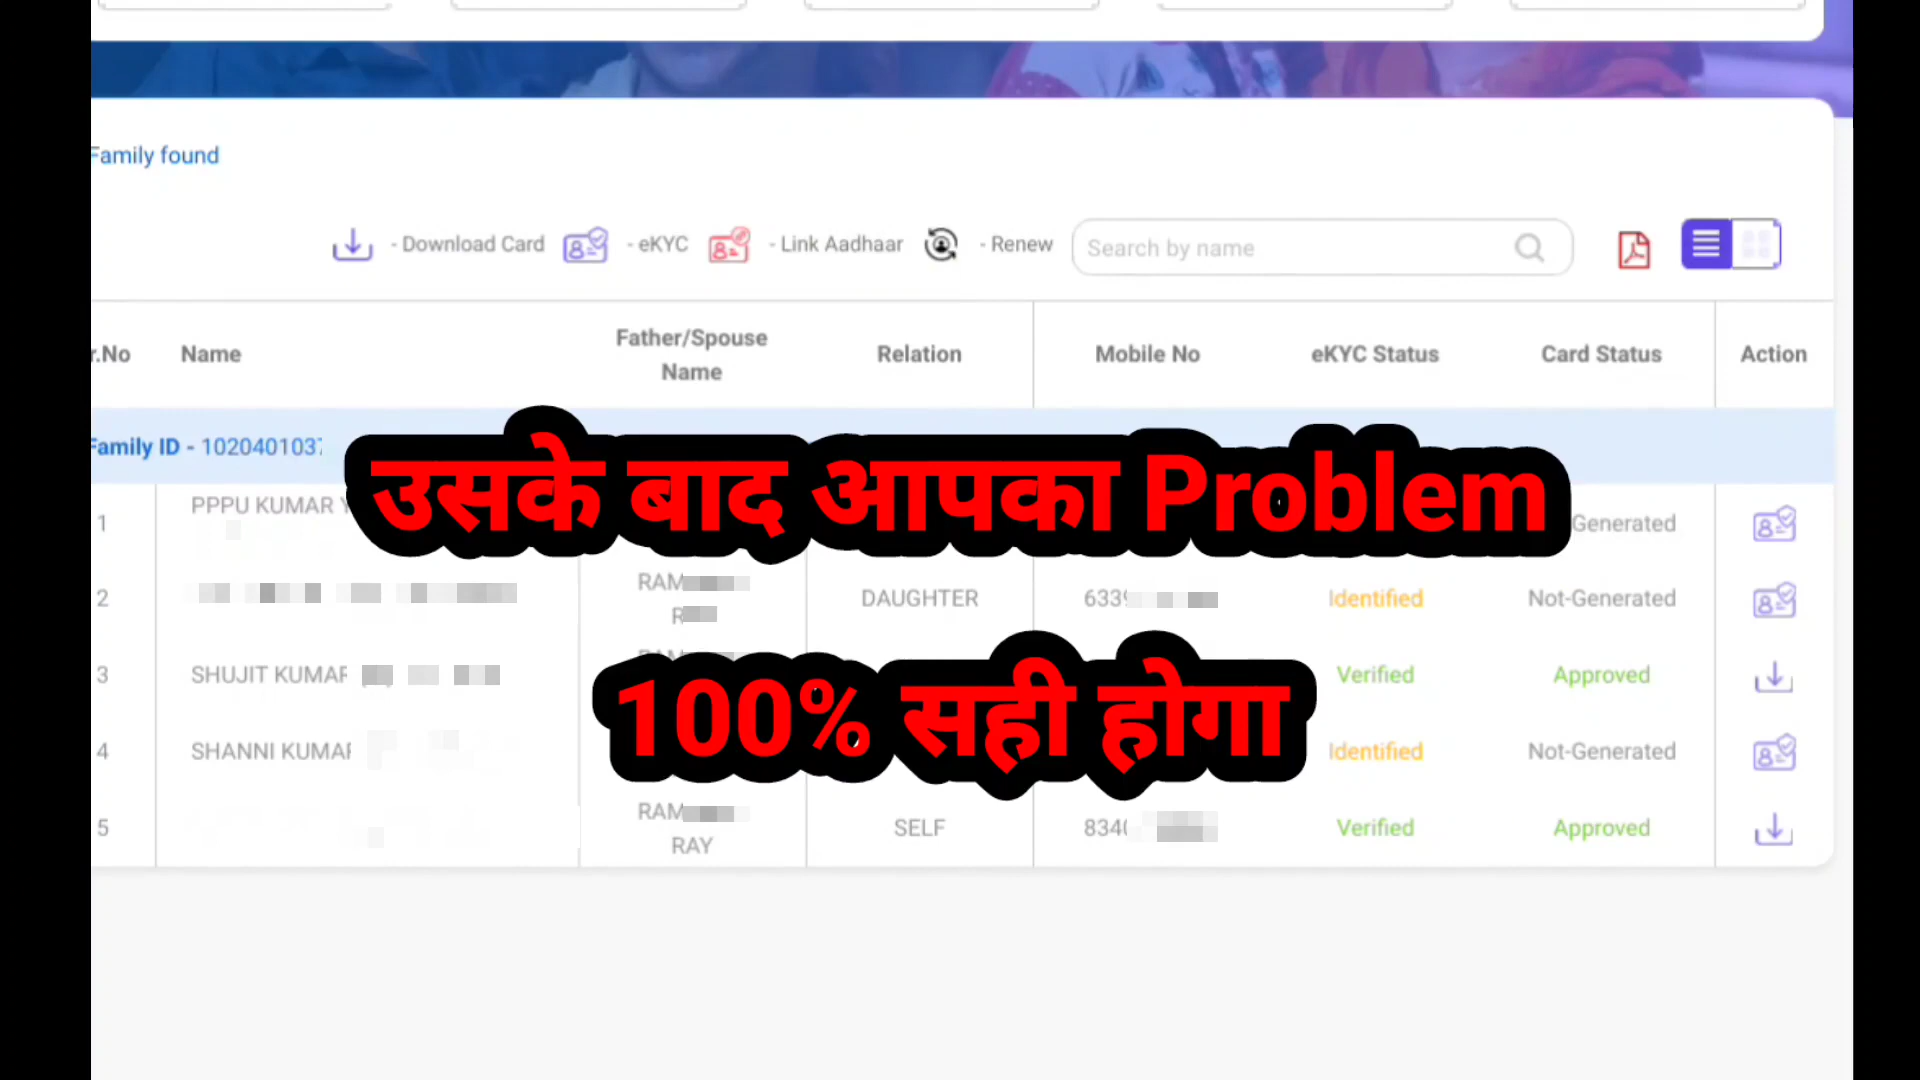 Family found
- Download Card - eKYC - Link Aadhaar - Renew Search by name
r.No Name Father/Spouse Name Relation Mobile No eKYC Status Card Status Action
Family ID - 1020401037
उसके बाद आपका Problem
1 PPPU KUMAR Generated
2 RAM DAUGHTER 6339 Identified Not-Generated
3 SHUJIT KUMAR Verified Approved
100% सही होगा
4 SHANNI KUMAR Identified Not-Generated
5 RAM RAY SELF 8340 Verified Approved